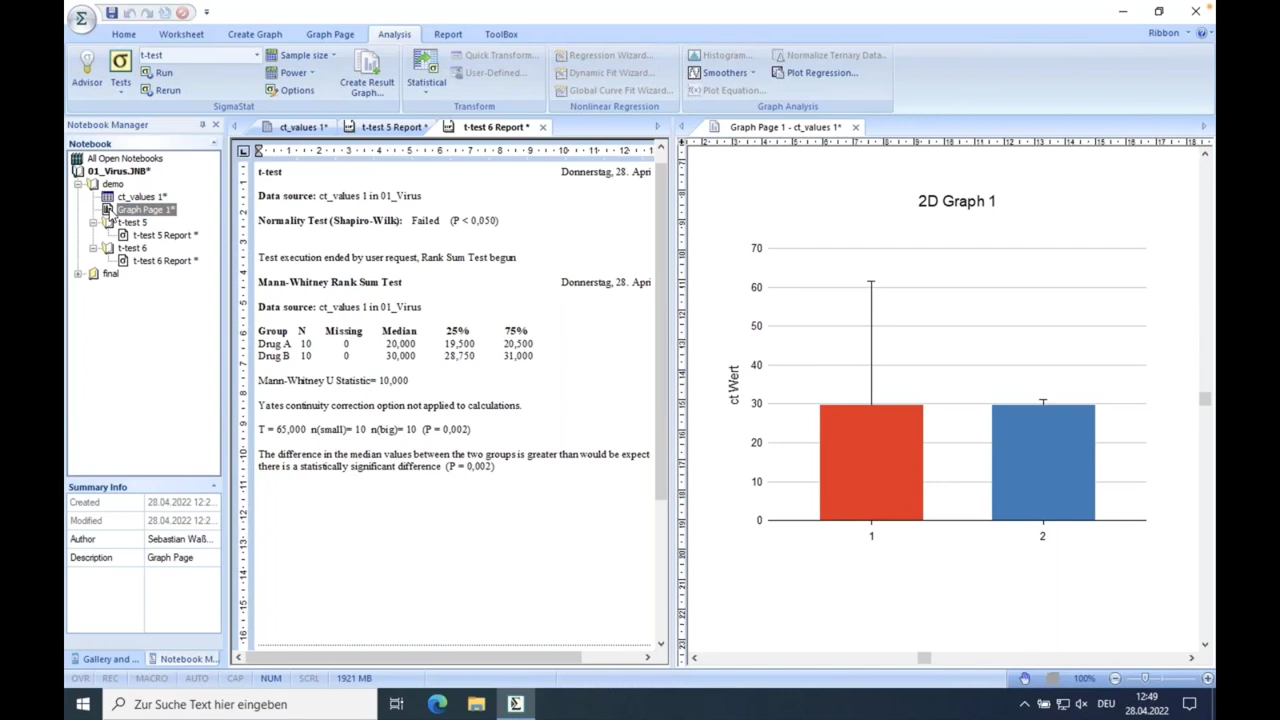 Home Worksheet Create Graph Graph Page Analysis Report ToolBox Ribbon
t-test Sample size Quick Transform... Regression Wizard... Histogram... Normalize Ternary Data...
Run Power User-Defined... Dynamic Fit Wizard... Smoothers Plot Regression...
Advisor Tests Rerun Options Create Result Graph... Statistical Global Curve Fit Wizard... Plot Equation...
SigmaStat Transform Nonlinear Regression Graph Analysis
Notebook Manager
Notebook
All Open Notebooks
01_Virus.JNB*
demo
ct_values 1*
Graph Page 1*
t-test 5
t-test 5 Report *
t-test 6
t-test 6 Report *
final
Summary Info
Created 28.04.2022 12:2...
Modified 28.04.2022 12:2...
Author Sebastian Waß...
Description Graph Page
Gallery and ... Notebook M...
ct_values 1* t-test 5 Report * t-test 6 Report *
t-test Donnerstag, 28. Apri
Data source: ct_values 1 in 01_Virus
Normality Test (Shapiro-Wilk): Failed (P < 0,050)
Test execution ended by user request, Rank Sum Test begun
Mann-Whitney Rank Sum Test Donnerstag, 28. Apri
Data source: ct_values 1 in 01_Virus
Group N Missing Median 25% 75%
Drug A 10 0 20,000 19,500 20,500
Drug B 10 0 30,000 28,750 31,000
Mann-Whitney U Statistic= 10,000
Yates continuity correction option not applied to calculations.
T = 65,000 n(small)= 10 n(big)= 10 (P = 0,002)
The difference in the median values between the two groups is greater than would be expect
there is a statistically significant difference (P = 0,002)
Graph Page 1 - ct_values 1*
2D Graph 1
70
60
50
40
30
20
10
0
ct Wert
1 2
OVR REC MACRO AUTO CAP NUM SCRL 1921 MB 100%
Zur Suche Text hier eingeben
DEU
12:49
28.04.2022